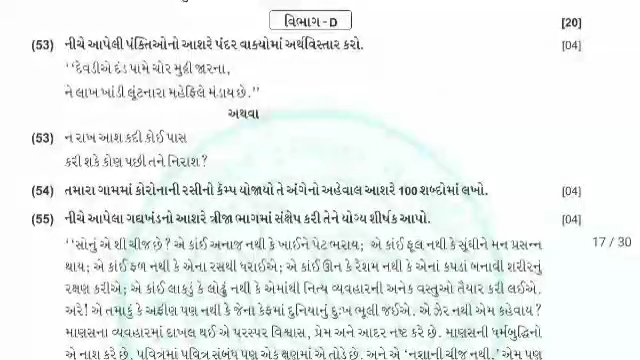 વિભાગ - D [20]
(53) નીચે આપેલી પંક્તિઓનો આશરે પંદર વાક્યોમાં અર્થવિસ્તાર કરો. [04]
“દેવડીએ દંડ પામે ચોર મુઠ્ઠી જારના,
ને લાખ ખાંડી લૂંટનારા મહેફિલે મંડાય છે.”
અથવા
(53) ન રાખ આશ કદી કોઈ પાસ
કરી શકે કોણ પછી તને નિરાશ?
(54) તમારા ગામમાં કોરોનાની રસીનો કૅમ્પ યોજાયો તે અંગેનો અહેવાલ આશરે 100 શબ્દોમાં લખો. [04]
(55) નીચે આપેલા ગદ્યખંડનો આશરે ત્રીજા ભાગમાં સંક્ષેપ કરી તેને યોગ્ય શીર્ષક આપો. [04]
“સોનું એ શી ચીજ છે? એ કાંઈ અનાજ નથી કે ખાઈને પેટ ભરાય; એ કાંઈ ફૂલ નથી કે સૂંઘીને મન પ્રસન્ન
17 / 30
થાય; એ કાંઈ ફળ નથી કે એના રસથી ધરાઈએ; એ કાંઈ ઊન કે રેશમ નથી કે એનાં કપડાં બનાવી શરીરનું
રક્ષણ કરીએ; એ કાંઈ લાકડું કે લોઢું નથી કે એમાંથી નિત્ય વ્યવહારની અનેક વસ્તુઓ તૈયાર કરી લઈએ.
અરે! એ તમાકું કે અફીણ પણ નથી કે જેના કેફમાં દુનિયાનું દુઃખ ભૂલી જઈએ. એ ઝેર નથી એમ કહેવાય?
માણસના વ્યવહારમાં દાખલ થઈ એ પરસ્પર વિશ્વાસ, પ્રેમ અને આદર નષ્ટ કરે છે. માણસની ધર્મબુદ્ધિનો
એ નાશ કરે છે. પવિત્રમાં પવિત્ર સંબંધ પણ એક ક્ષણમાં એ તોડે છે. અને એ ‘નશાની ચીજ નથી.’ એમ પણ